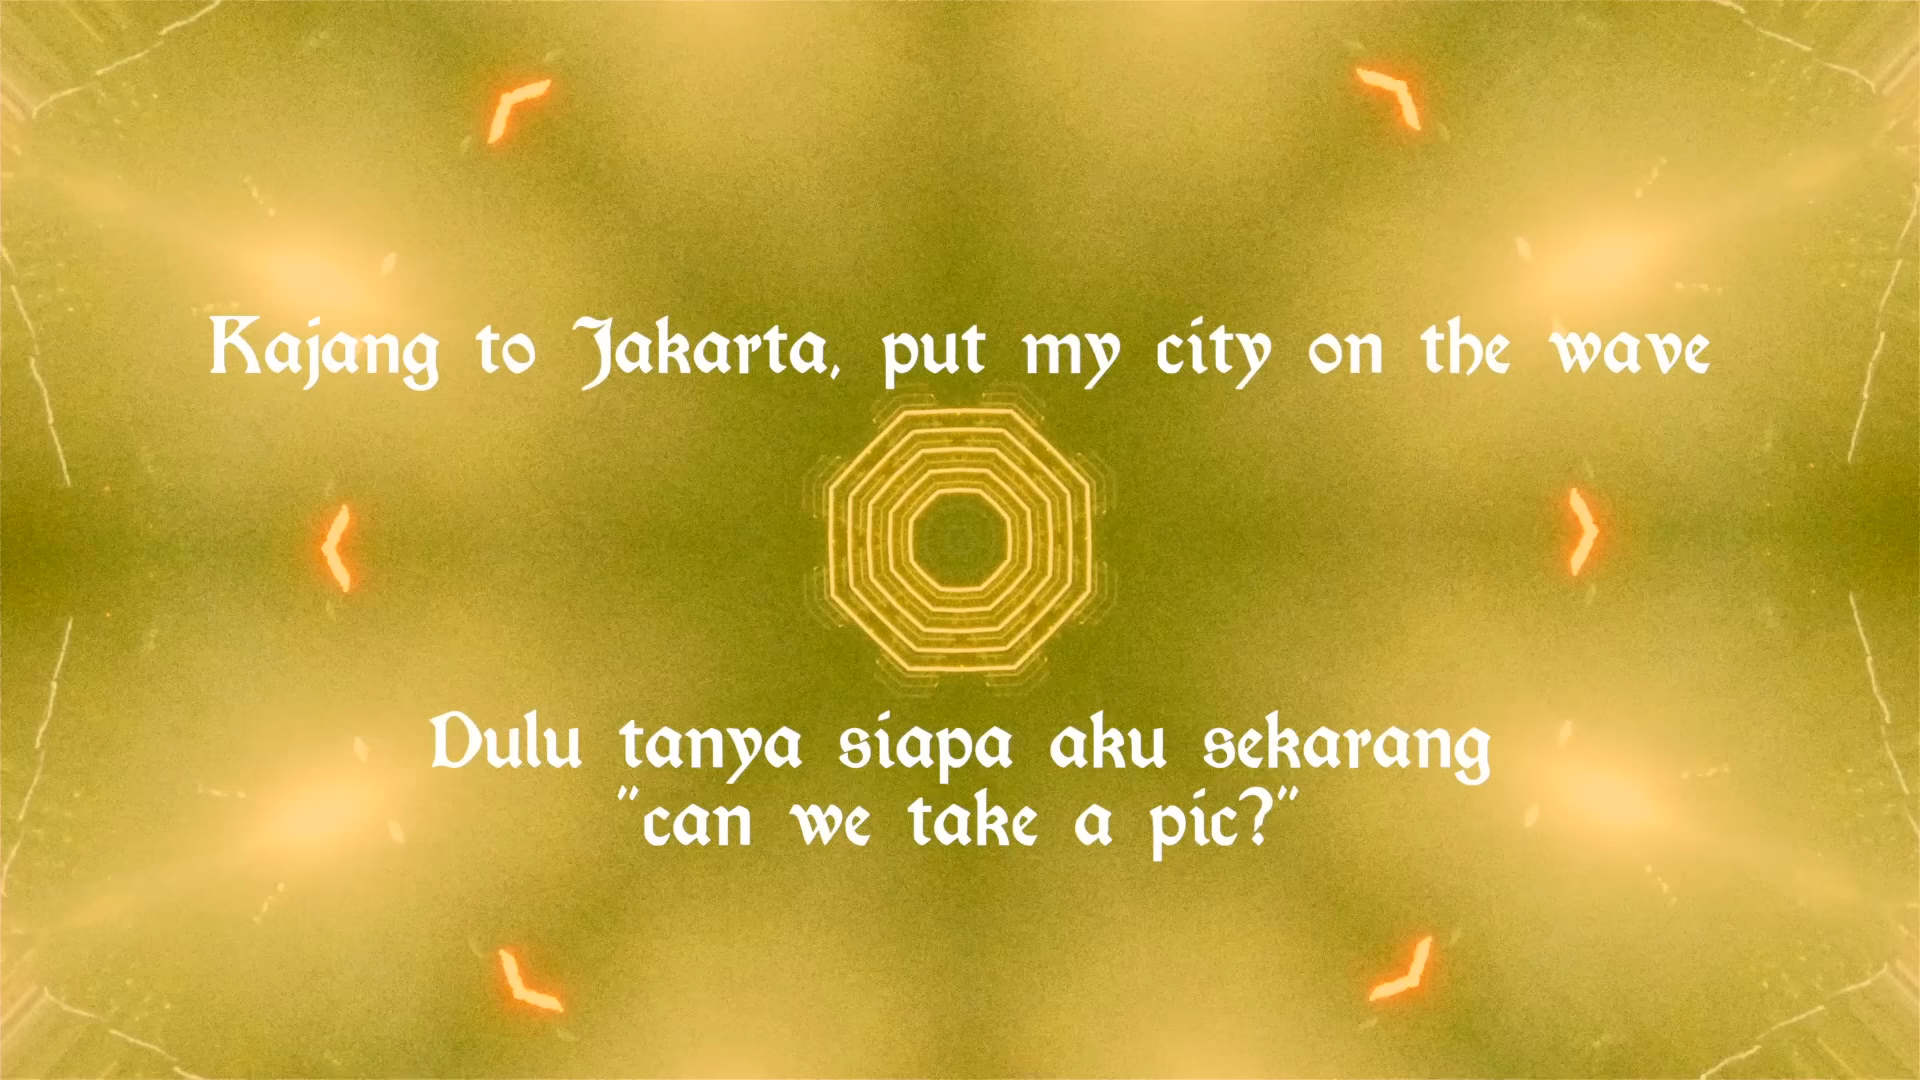 Kajang to Jakarta, put my city on the wave
Dulu tanya siapa aku sekarang
"can we take a pic?"